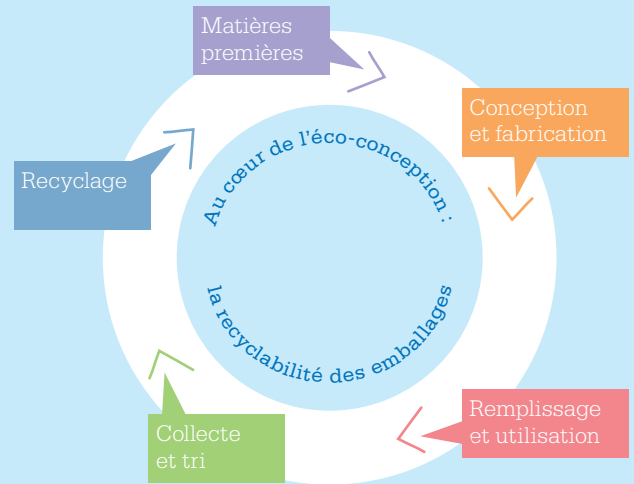 Matières
premières
Conception
et fabrication
Remplissage
et utilisation
Collecte
et tri
Recyclage
Au cœur de l'éco-conception :
la recyclabilité des emballages